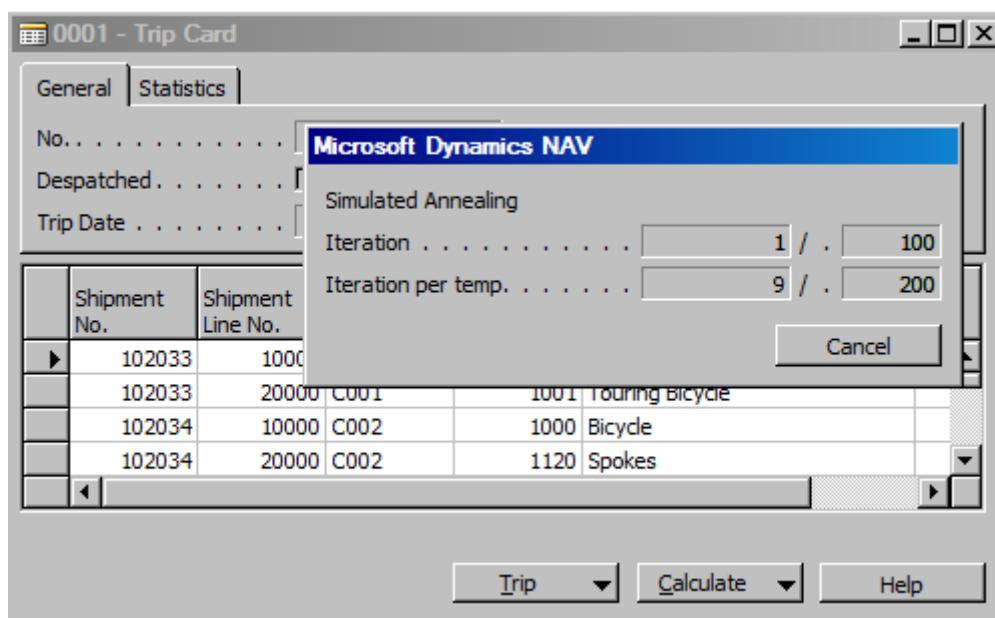 0001 - Trip Card
General Statistics
No. . . . . . . . . . . . .
Despatched. . . . . . .
Trip Date . . . . . . . .
Microsoft Dynamics NAV
Simulated Annealing
Iteration . . . . . . . . . . . 1 / . 100
Iteration per temp. . . . . . . 9 / . 200
Cancel
Shipment No. Shipment Line No.
102033 1000
102033 20000 C001 1001 Touring Bicycle
102034 10000 C002 1000 Bicycle
102034 20000 C002 1120 Spokes
Trip Calculate Help